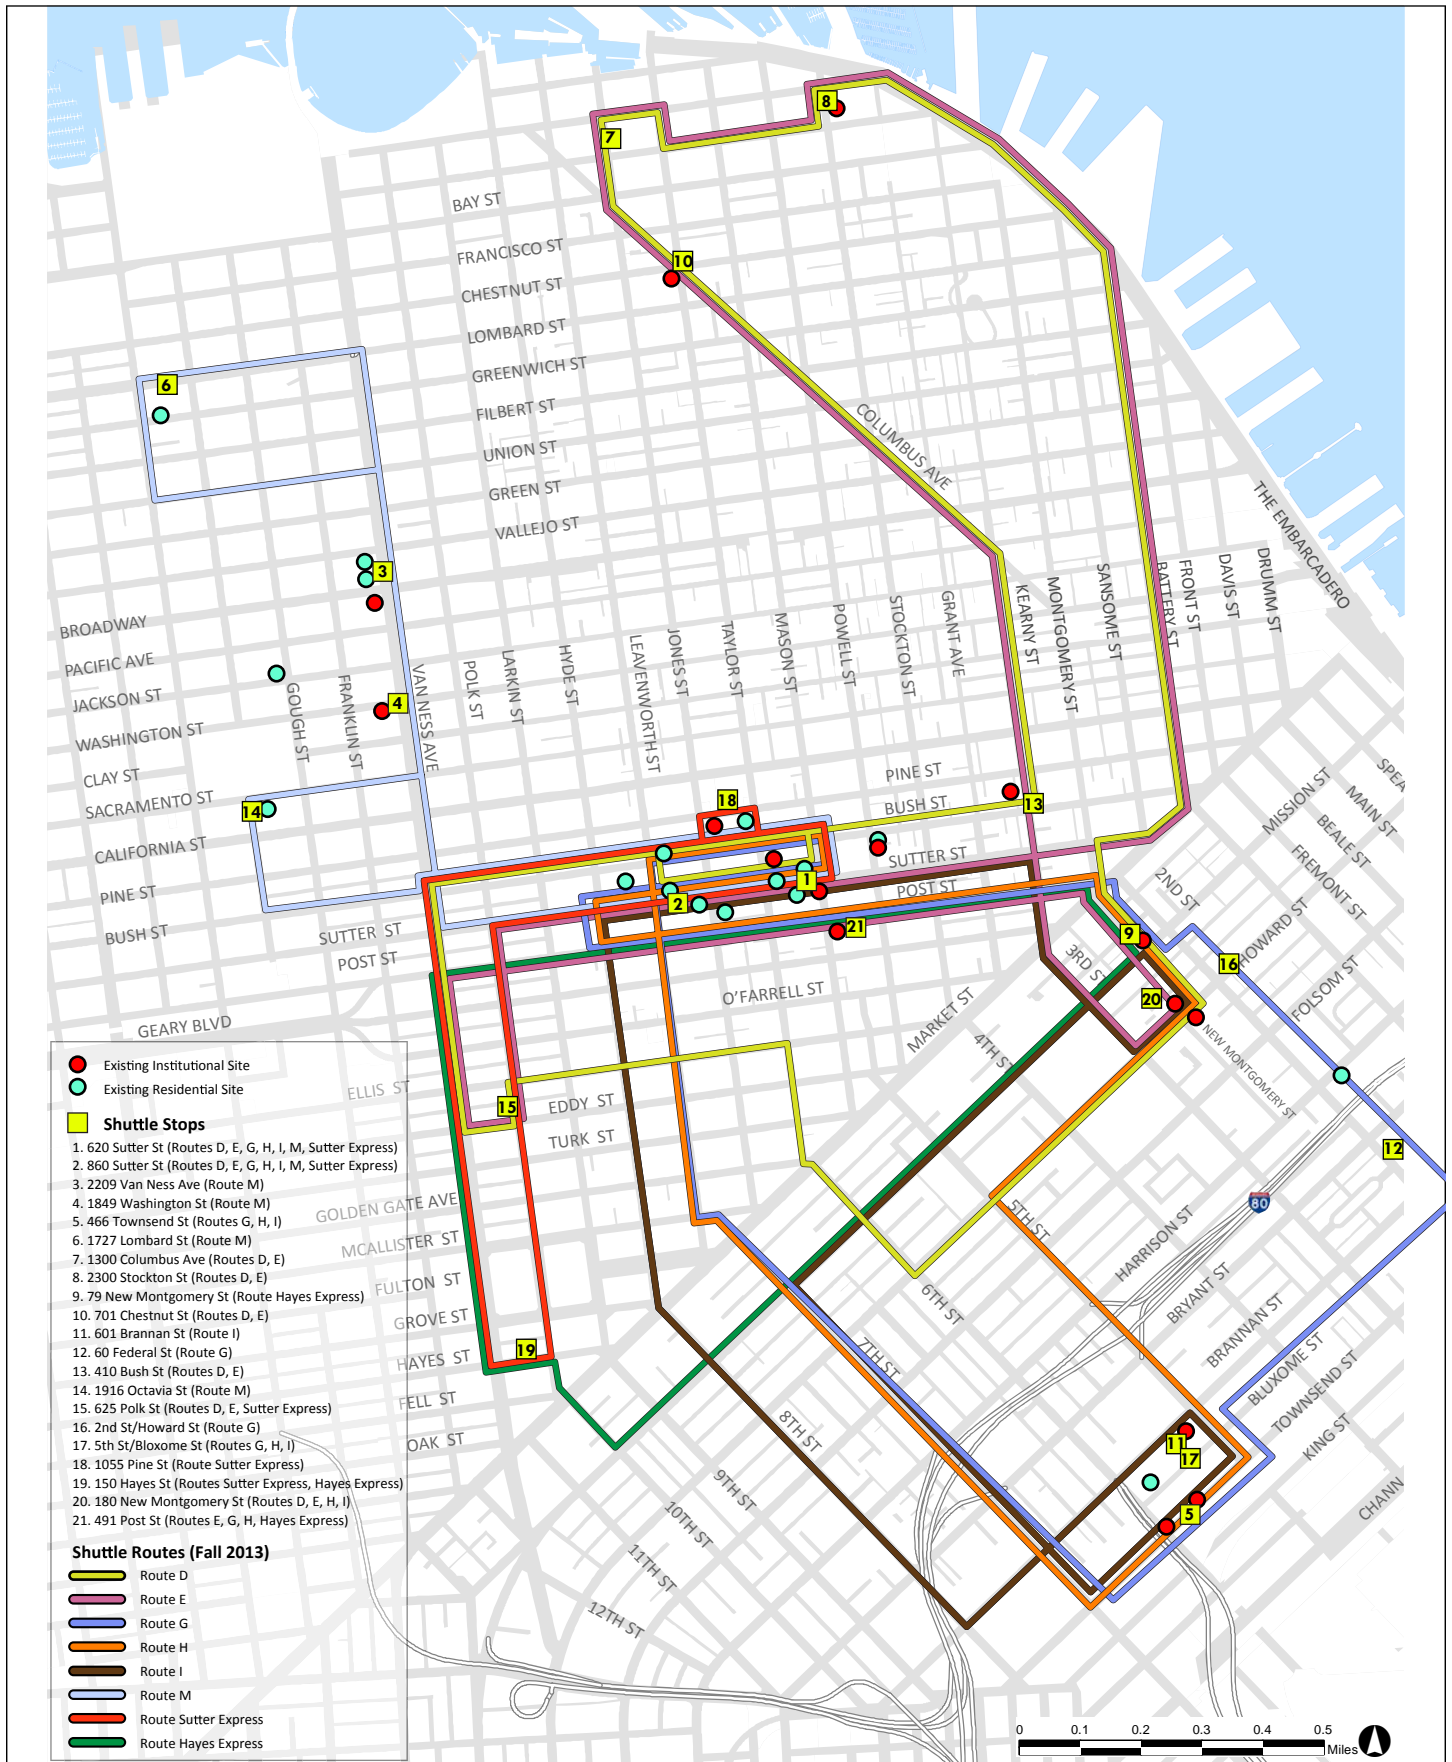 8
7
BAY ST
FRANCISCO ST
10
CHESTNUT ST
LOMBARD ST
GREENWICH ST
6
FILBERT ST
COLUMBUS AVE
UNION ST
GREEN ST
VALLEJO ST
THE EMBARCADERO
3
BROADWAY
PACIFIC AVE
JACKSON ST
WASHINGTON ST
CLAY ST
SACRAMENTO ST
CALIFORNIA ST
PINE ST
BUSH ST
GOUGH ST
FRANKLIN ST
4
VAN NESS AVE
POLK ST
LARKIN ST
HYDE ST
LEAVENWORTH ST
JONES ST
TAYLOR ST
MASON ST
POWELL ST
STOCKTON ST
GRANT AVE
KEARNY ST
MONTGOMERY ST
SANSOME ST
BATTERY ST
FRONT ST
DAVIS ST
DRUMM ST
PINE ST
BUSH ST
SUTTER ST
POST ST
18
13
14
1
2
21
9
16
20
MISSION ST
SPEA
MAIN ST
BEALE ST
FREMONT ST
2ND ST
HOWARD ST
FOLSOM ST
3RD ST
SUTTER ST
POST ST
GEARY BLVD
O'FARRELL ST
MARKET ST
4TH ST
NEW MONTGOMERY ST
ELLIS ST
15
EDDY ST
TURK ST
12
80
GOLDEN GATE AVE
MCALLISTER ST
FULTON ST
GROVE ST
HAYES ST
FELL ST
OAK ST
19
5TH ST
6TH ST
7TH ST
8TH ST
9TH ST
10TH ST
11TH ST
12TH ST
HARRISON ST
BRYANT ST
BRANNAN ST
BLUXOME ST
TOWNSEND ST
KING ST
CHANN
11
17
5
Existing Institutional Site
Existing Residential Site
Shuttle Stops
1. 620 Sutter St (Routes D, E, G, H, I, M, Sutter Express)
2. 860 Sutter St (Routes D, E, G, H, I, M, Sutter Express)
3. 2209 Van Ness Ave (Route M)
4. 1849 Washington St (Route M)
5. 466 Townsend St (Routes G, H, I)
6. 1727 Lombard St (Route M)
7. 1300 Columbus Ave (Routes D, E)
8. 2300 Stockton St (Routes D, E)
9. 79 New Montgomery St (Route Hayes Express)
10. 701 Chestnut St (Routes D, E)
11. 601 Brannan St (Route I)
12. 60 Federal St (Route G)
13. 410 Bush St (Routes D, E)
14. 1916 Octavia St (Route M)
15. 625 Polk St (Routes D, E, Sutter Express)
16. 2nd St/Howard St (Route G)
17. 5th St/Bloxome St (Routes G, H, I)
18. 1055 Pine St (Route Sutter Express)
19. 150 Hayes St (Routes Sutter Express, Hayes Express)
20. 180 New Montgomery St (Routes D, E, H, I)
21. 491 Post St (Routes E, G, H, Hayes Express)
Shuttle Routes (Fall 2013)
Route D
Route E
Route G
Route H
Route I
Route M
Route Sutter Express
Route Hayes Express
0 0.1 0.2 0.3 0.4 0.5
Miles